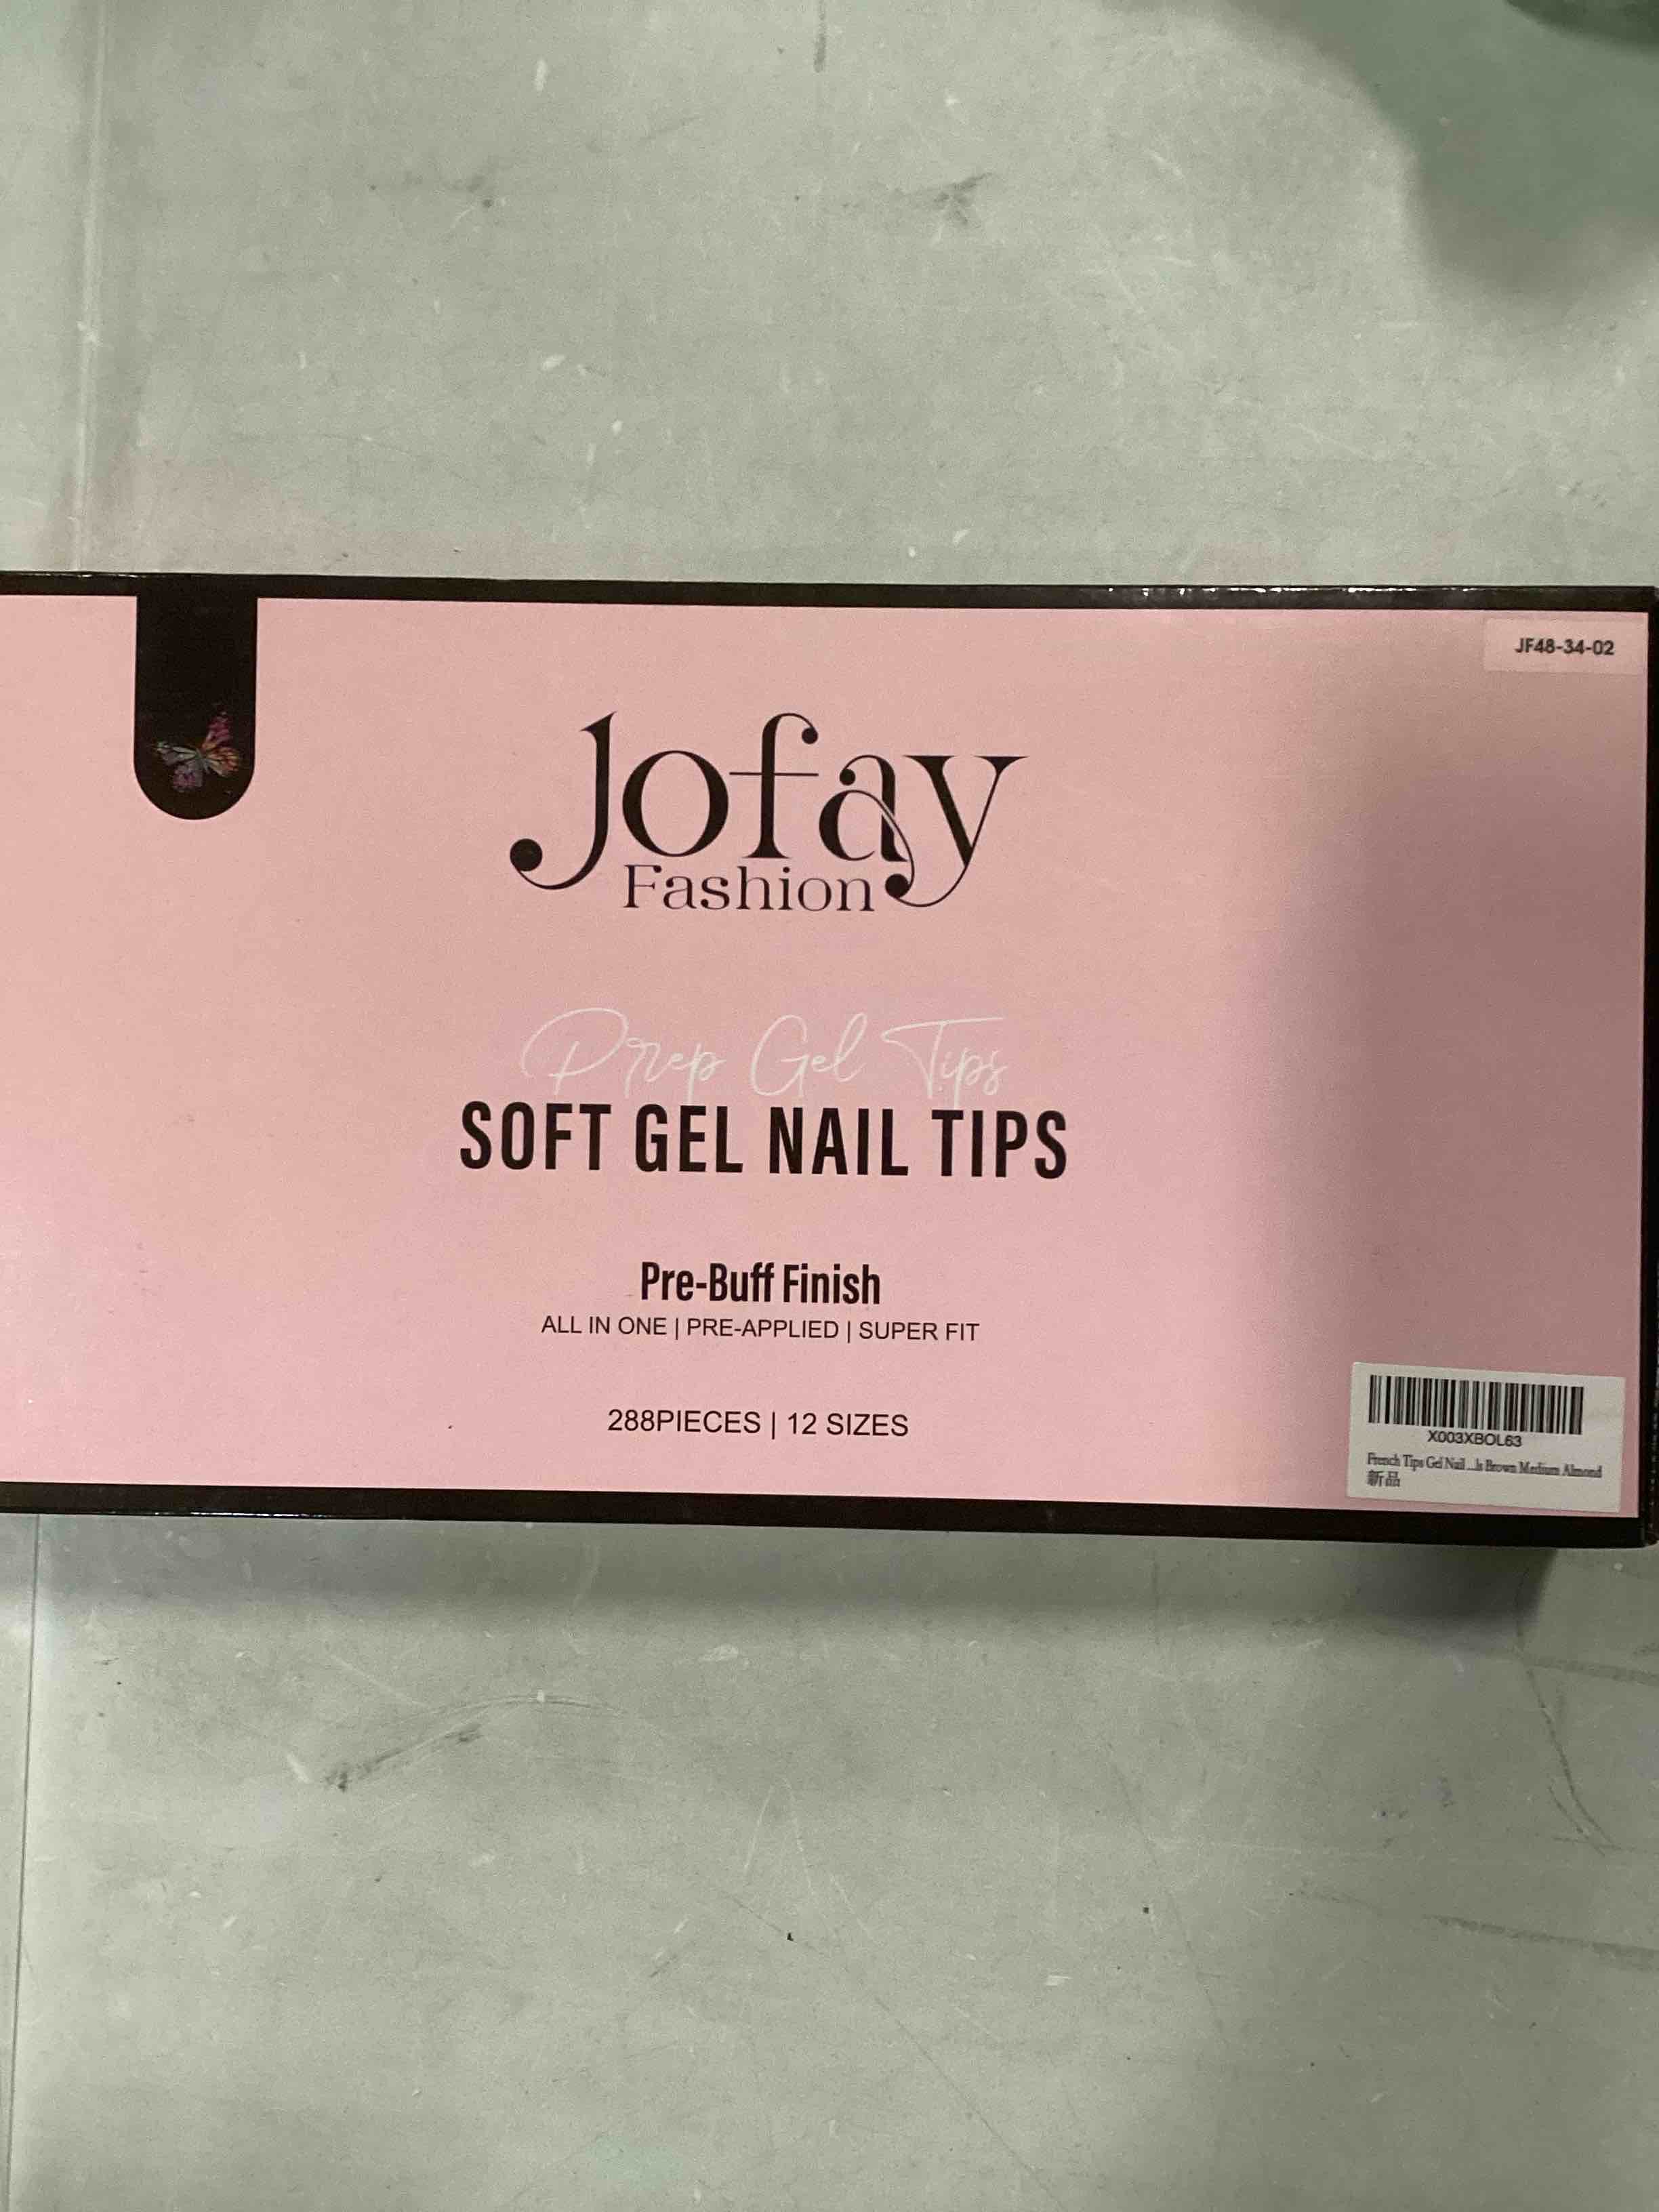 JF48-34-02
Jofay
Fashion
Prep Gel Tips
SOFT GEL NAIL TIPS
Pre-Buff Finish
ALL IN ONE | PRE-APPLIED | SUPER FIT
288PIECES | 12 SIZES
X003XBOL63
French Tips Gel Nail ...ls Brown Medium Almond
新品